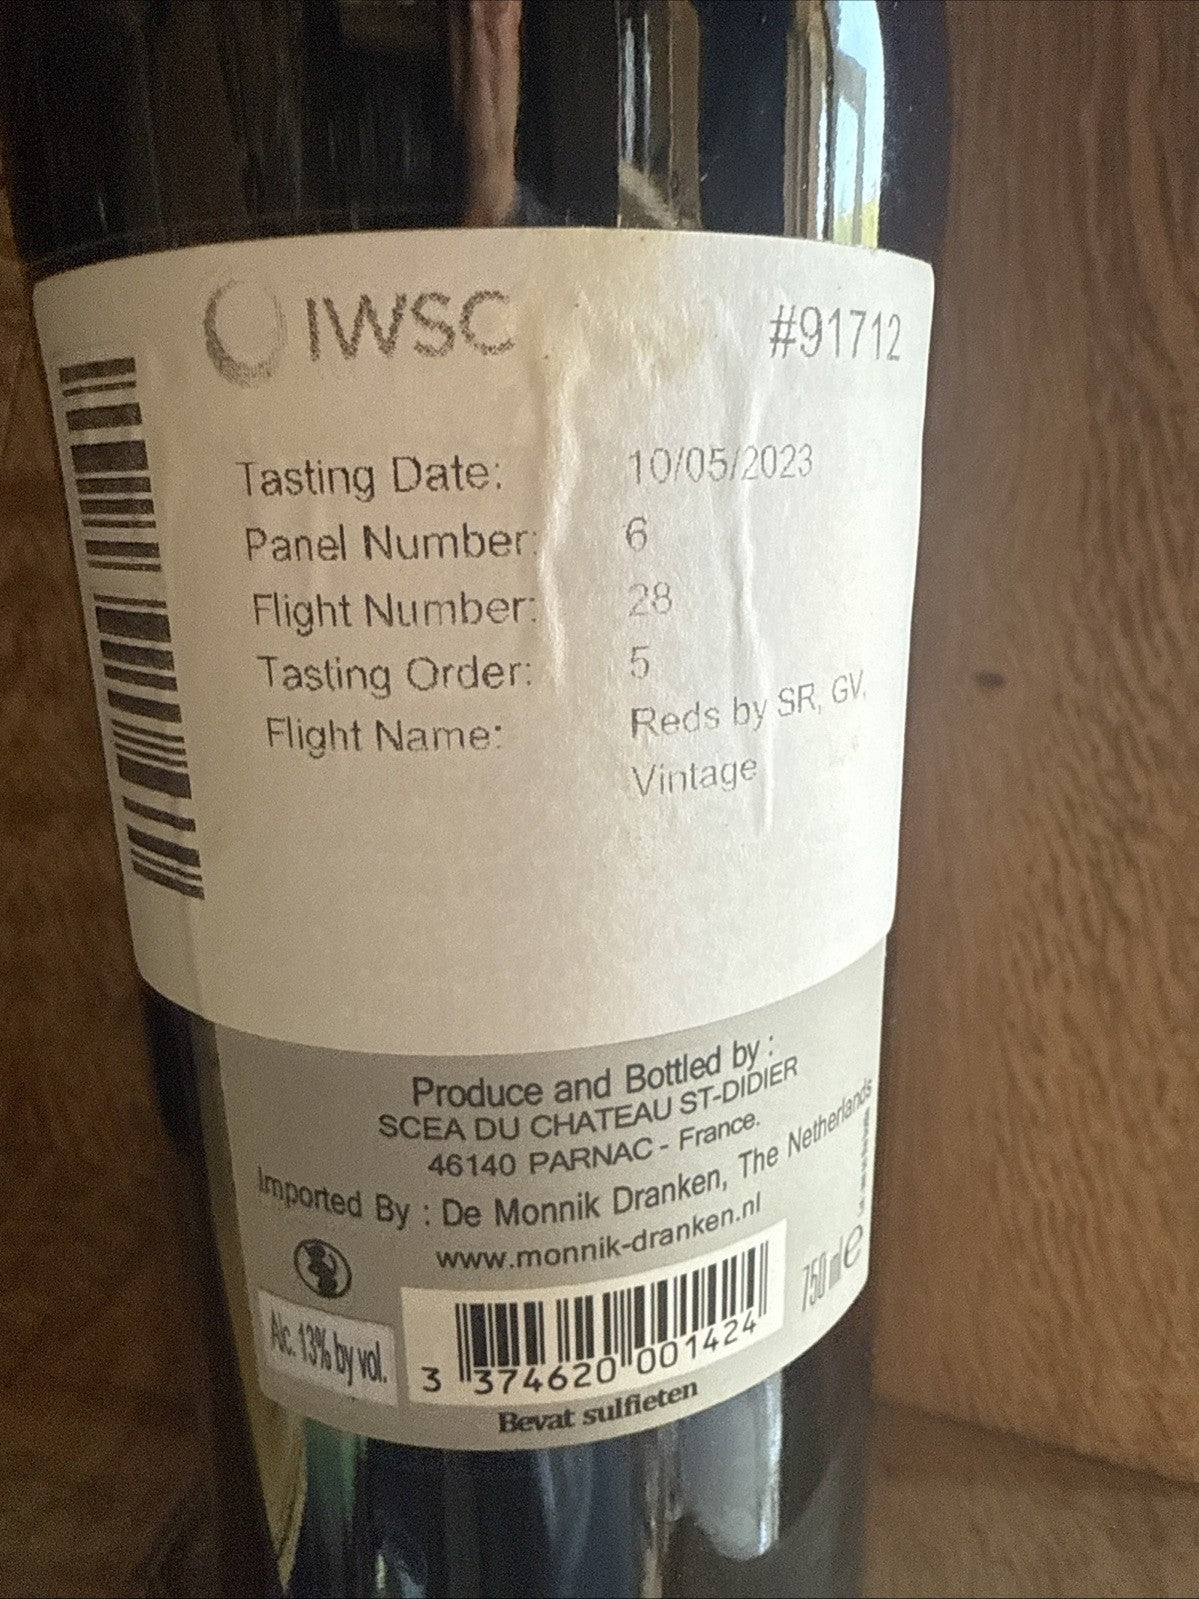 IWSC
#91712
Tasting Date: 10/05/2023
Panel Number: 6
Flight Number: 28
Tasting Order: 5
Flight Name: Reds by SR, GV,
Vintage
Produce and Bottled by :
SCEA DU CHATEAU ST-DIDIER
46140 PARNAC - France.
Imported By : De Monnik Dranken, The Netherlands
www.monnik-dranken.nl
750 ml e
Alc. 13% by vol.
3 374620 001424
Bevat sulfieten